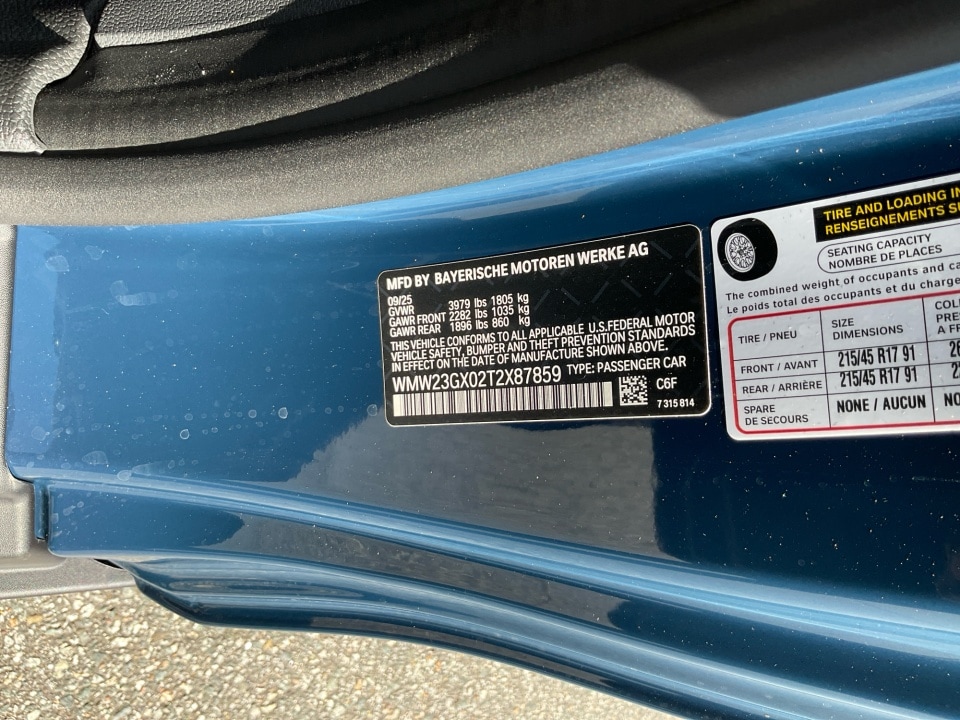 MFD BY BAYERISCHE MOTOREN WERKE AG
09/25
GVWR 3979 lbs 1805 kg
GAWR FRONT 2282 lbs 1035 kg
GAWR REAR 1896 lbs 860 kg
THIS VEHICLE CONFORMS TO ALL APPLICABLE U.S.FEDERAL MOTOR
VEHICLE SAFETY, BUMPER AND THEFT PREVENTION STANDARDS
IN EFFECT ON THE DATE OF MANUFACTURE SHOWN ABOVE.
WMW23GX02T2X87859 TYPE: PASSENGER CAR
C6F
7 315 814
TIRE AND LOADING
RENSEIGNEMENTS
SEATING CAPACITY
NOMBRE DE PLACES
The combined weight of occupants and
Le poids total des occupants et du
TIRE / PNEU SIZE
DIMENSIONS
FRONT / AVANT 215/45 R17 91
REAR / ARRIÈRE 215/45 R17 91
SPARE
DE SECOURS NONE / AUCUN